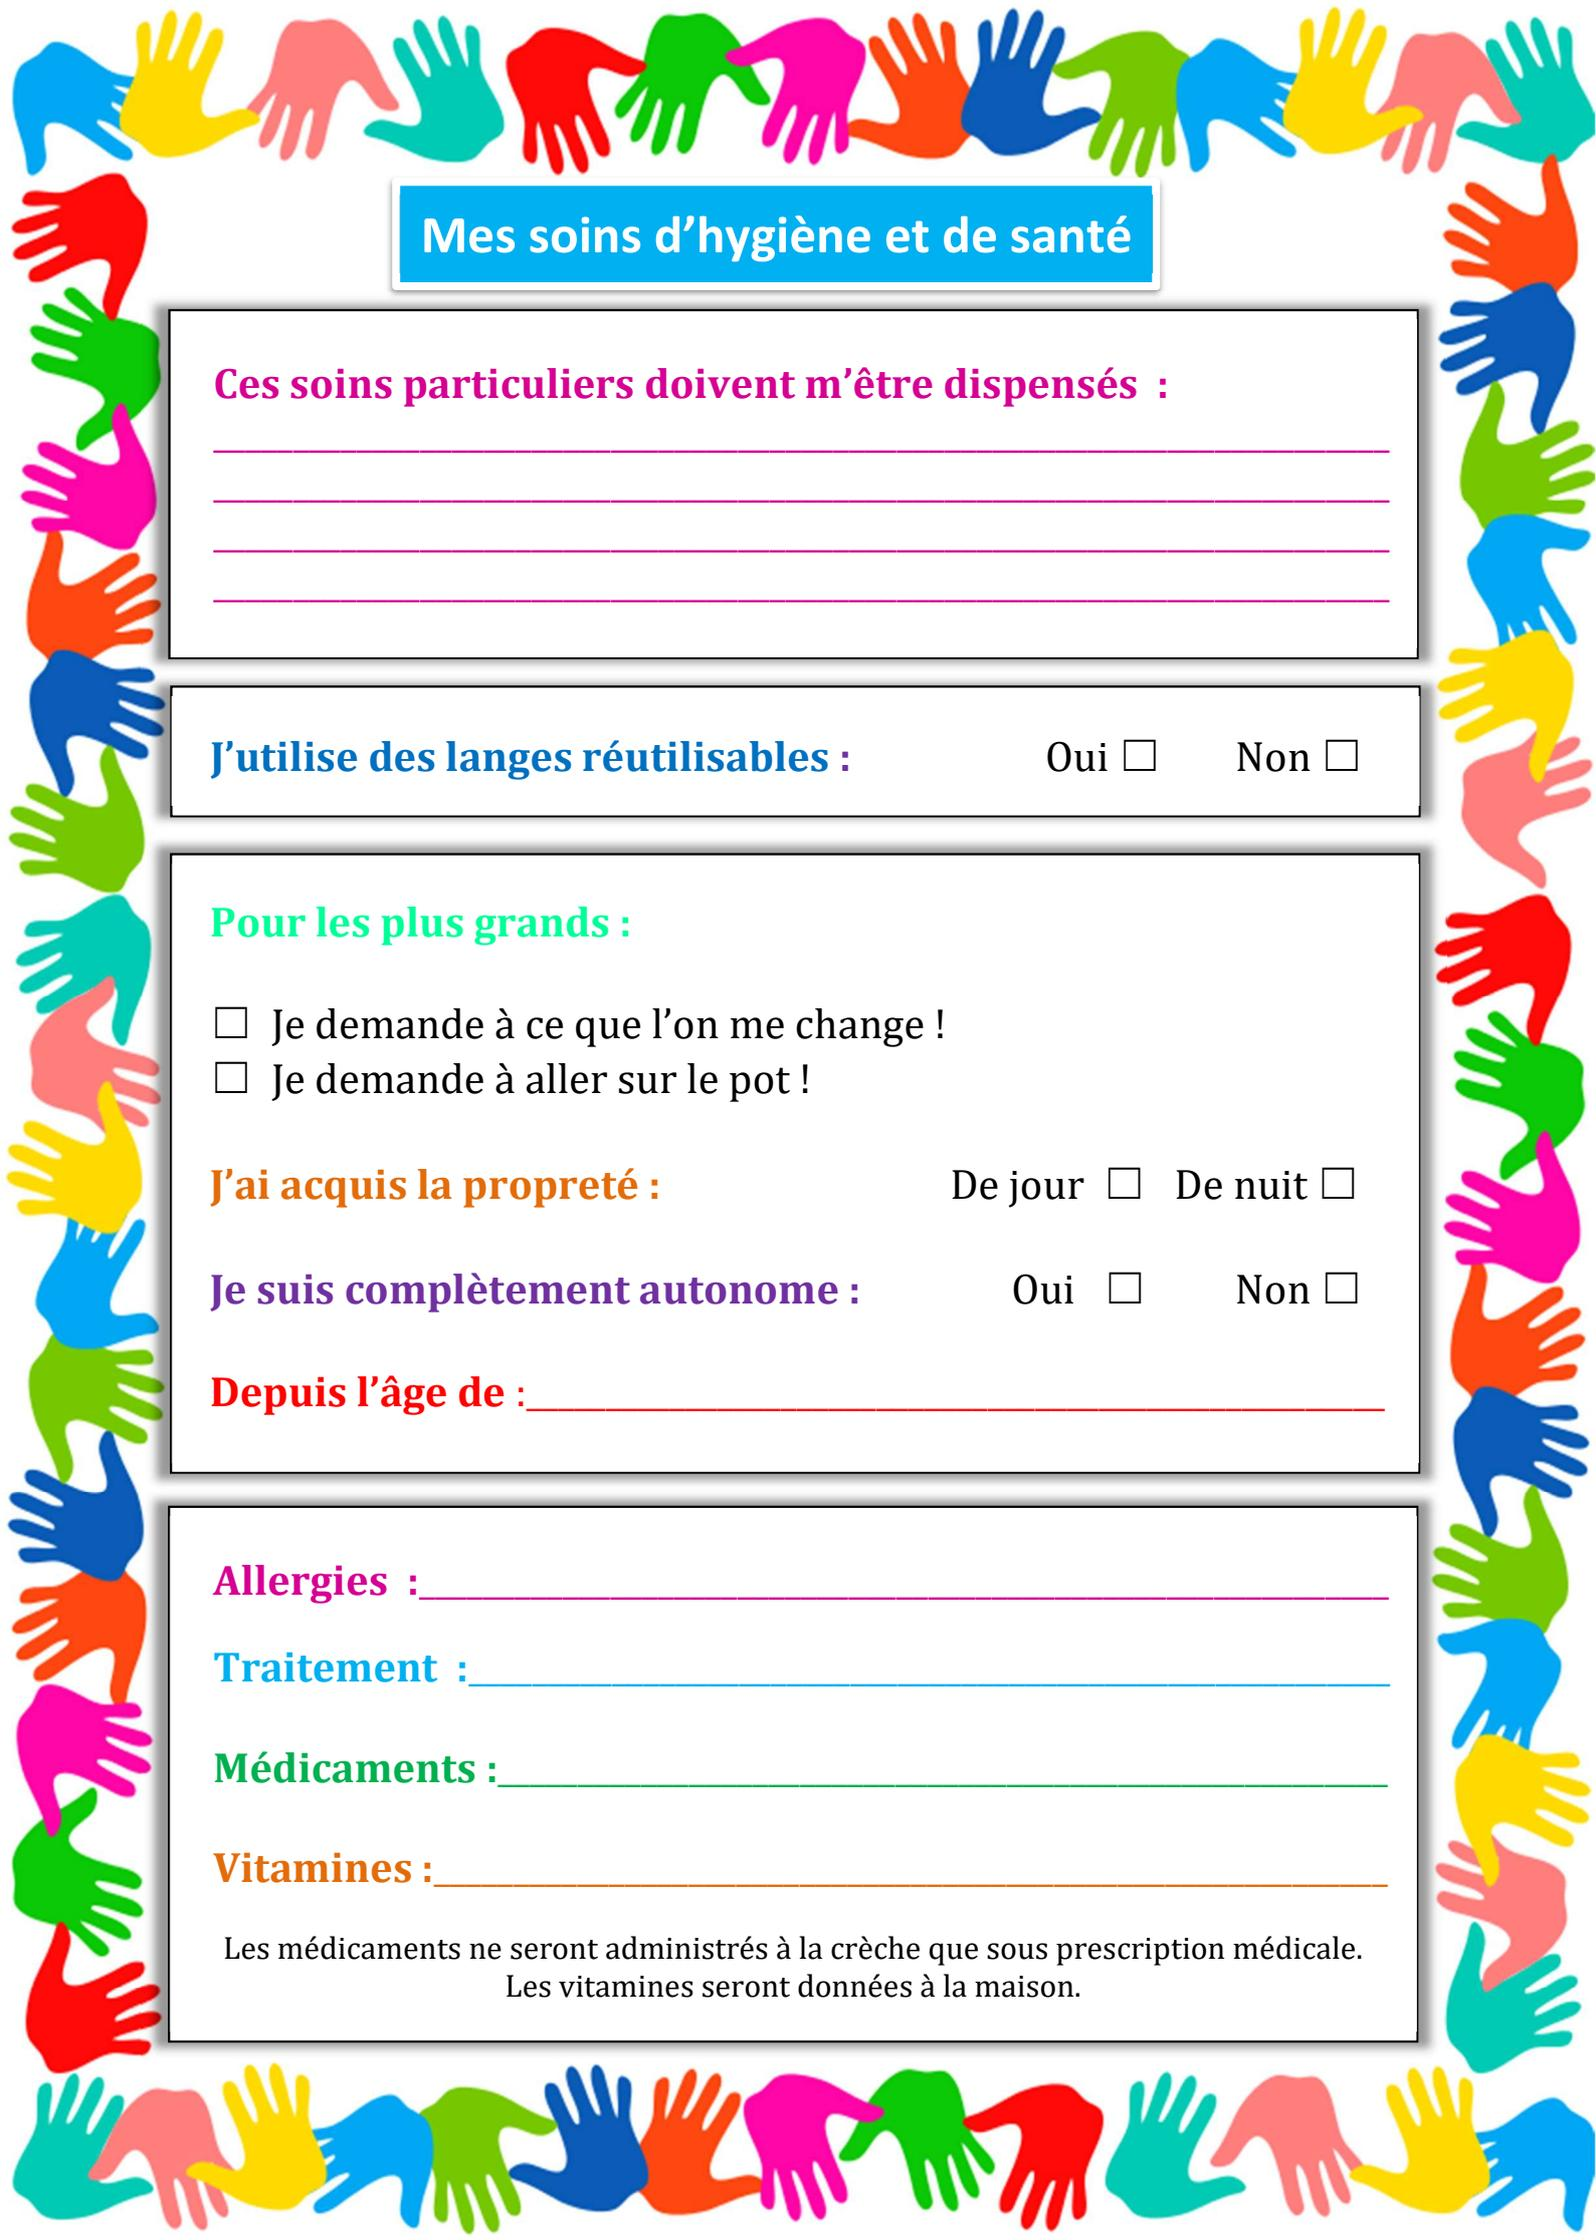 Mes soins d’hygiène et de santé
Ces soins particuliers doivent m’être dispensés  :
J’utilise des langes réutilisables : Oui ☐ Non ☐
Pour les plus grands :
☐ Je demande à ce que l’on me change !
☐ Je demande à aller sur le pot !
J’ai acquis la propreté : De jour ☐ De nuit ☐
Je suis complètement autonome : Oui ☐ Non ☐
Depuis l’âge de :
Allergies  :
Traitement  :
Médicaments :
Vitamines :
Les médicaments ne seront administrés à la crèche que sous prescription médicale.
Les vitamines seront données à la maison.